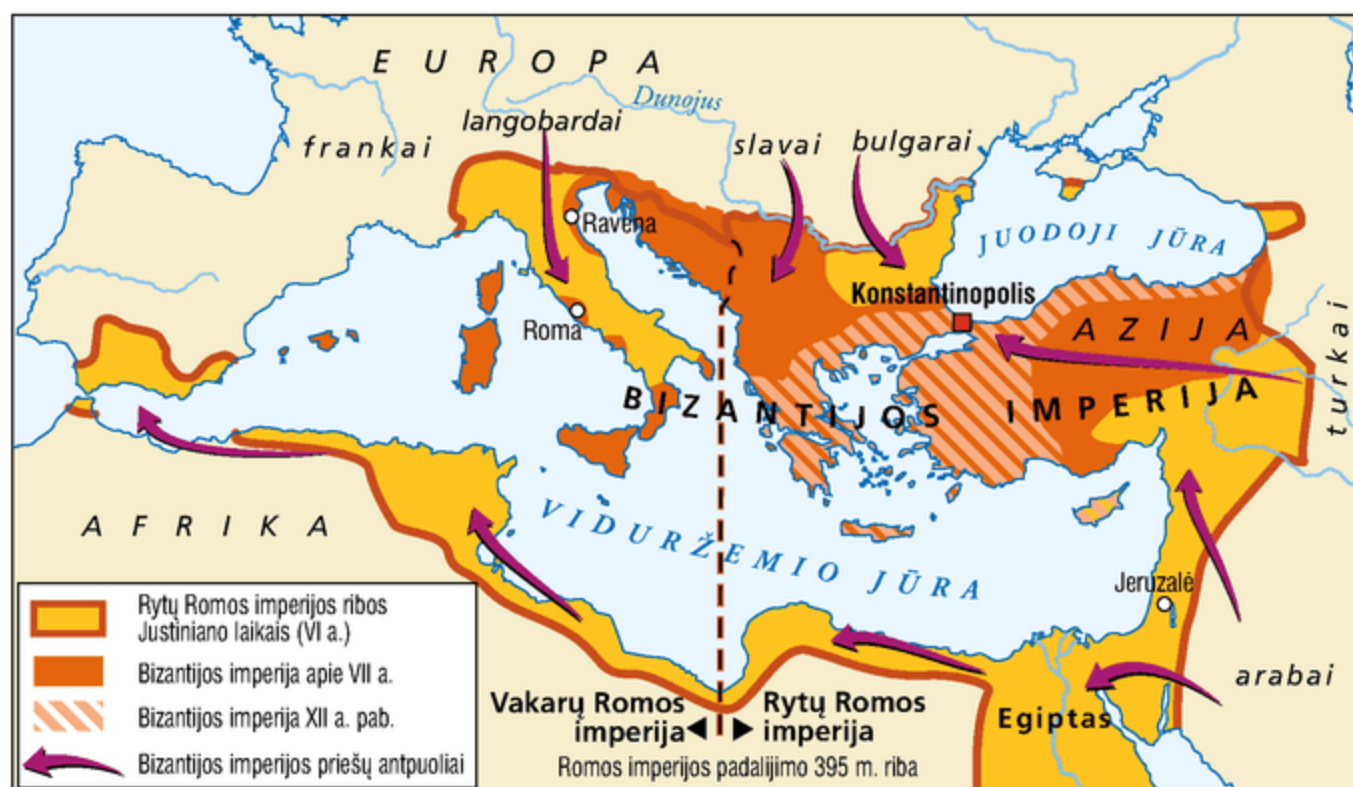 EUROPA
Dunojus
langobardai
frankai
slavai
bulgarai
Ravena
JUODOJI JŪRA
Konstantinopolis
Roma
AZIJA
turkai
BIZANTIJOS IMPERIJA
AFRIKA
VIDURŽEMIO JŪRA
Jeruzalė
arabai
Egiptas
Vakarų Romos
imperija
Rytų Romos
imperija
Romos imperijos padalijimo 395 m. riba
Rytų Romos imperijos ribos
Justiniano laikais (VI a.)
Bizantijos imperija apie VII a.
Bizantijos imperija XII a. pab.
Bizantijos imperijos priešų antpuoliai